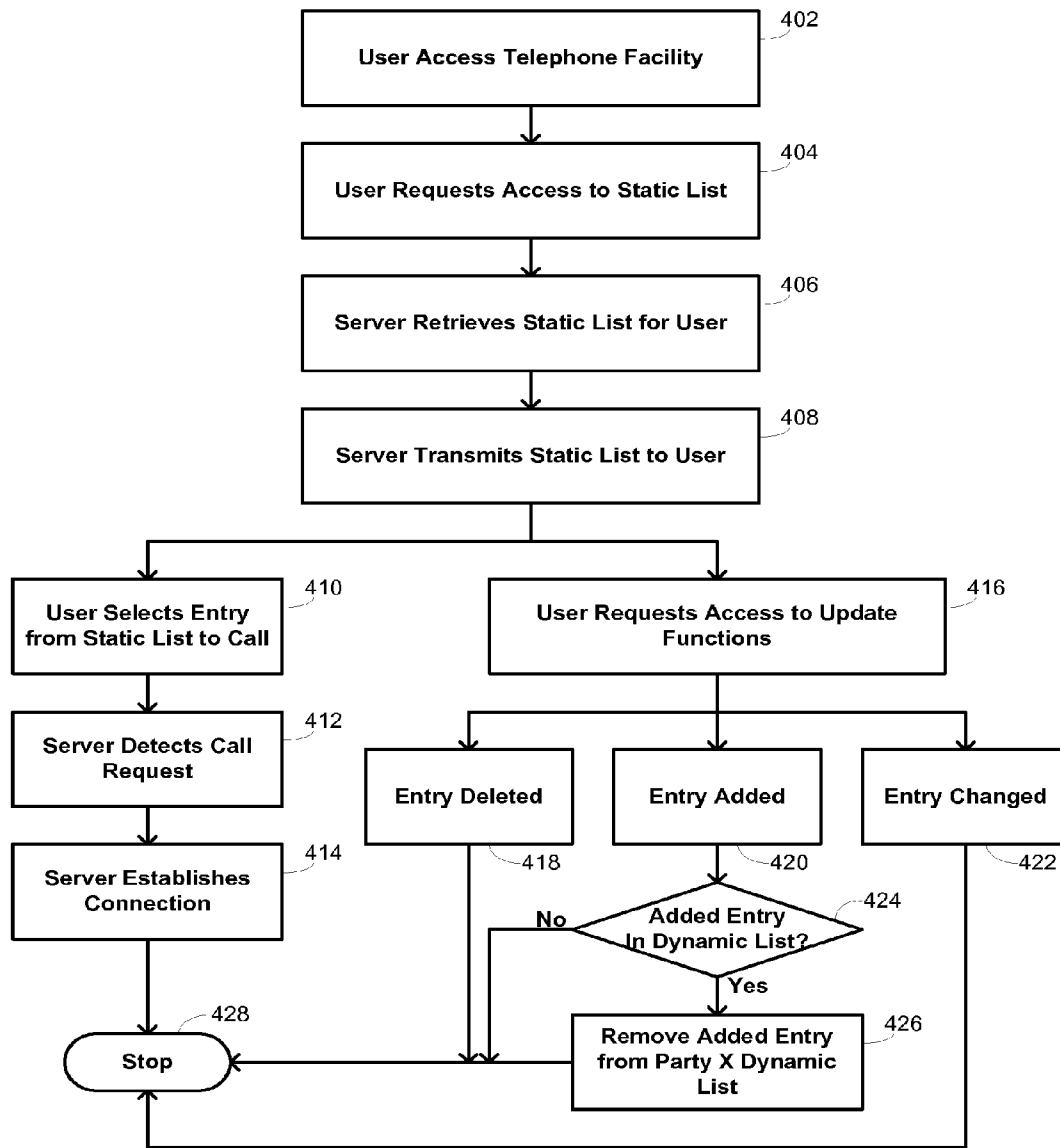 402
User Access Telephone Facility
404
User Requests Access to Static List
406
Server Retrieves Static List for User
408
Server Transmits Static List to User
410
User Selects Entry
from Static List to Call
416
User Requests Access to Update
Functions
412
Server Detects Call
Request
Entry Deleted
418
Entry Added
420
Entry Changed
422
414
Server Establishes
Connection
424
Added Entry
In Dynamic List?
No
Yes
426
Remove Added Entry
from Party X Dynamic
List
428
Stop